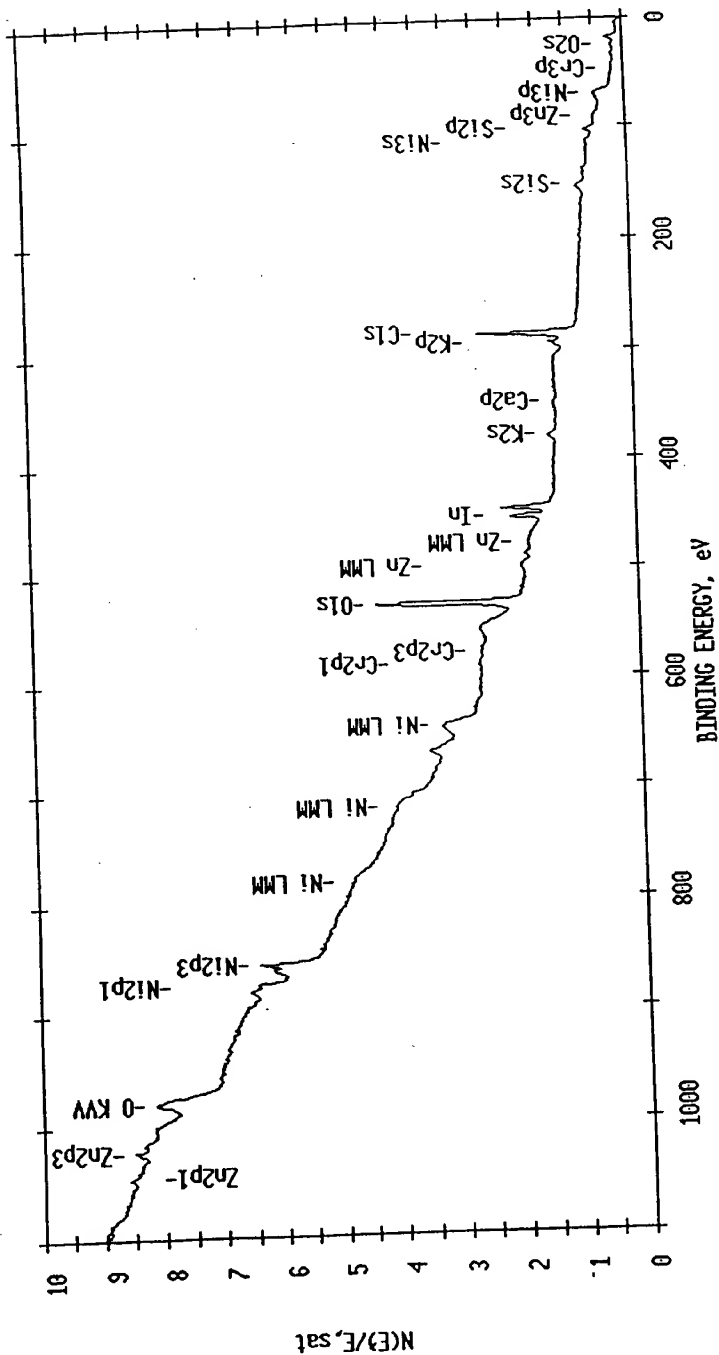 N(E)/E,sat
10
9
8
7
6
5
4
3
2
1
0
Zn2p1-
-Zn2p3
-O KVV
-Ni2p1
-Ni2p3
-Ni LMM
-Ni LMM
-Ni LMM
-Cr2p1
-Cr2p3
-O1s
-Zn LMM
-Zn LMM
-In
-K2s
-Ca2p
-K2p
-C1s
-Si2s
-Ni3s
-Si2p
-Zn3p
-Ni3p
-Cr3p
-O2s
1000
800
600
400
200
0
BINDING ENERGY, eV